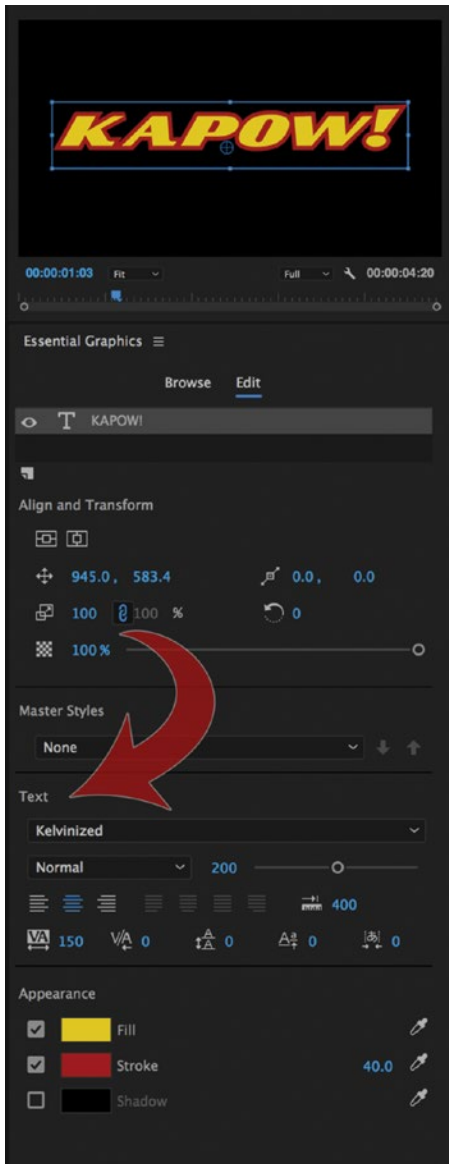 KAPOW!
00:00:01:03 Fit Full 00:00:04:20
Essential Graphics
Browse Edit
T KAPOW!
Align and Transform
945.0 , 583.4 0.0 , 0.0
100 100 % 0
100 %
Master Styles
None
Text
Kelvinized
Normal 200
400
VA 150 V/A 0 A A 0 Aª 0 0
Appearance
Fill
Stroke 40.0
Shadow